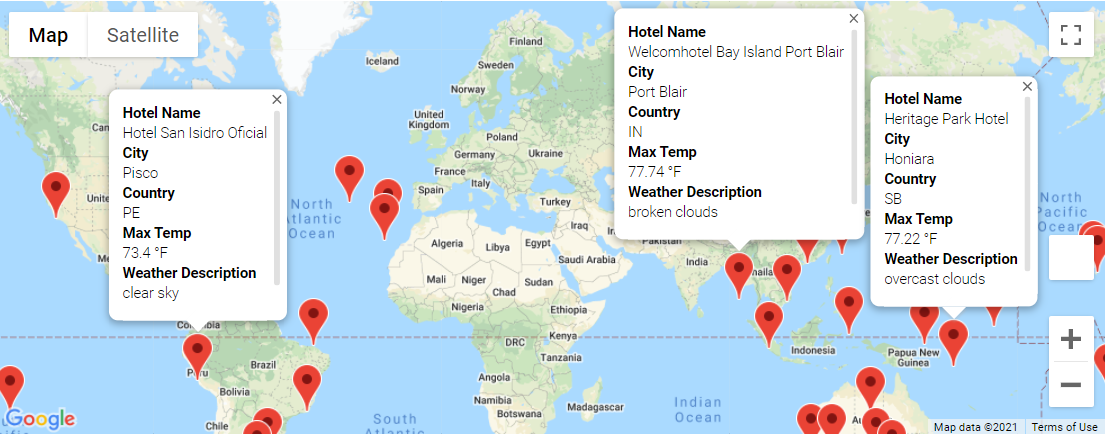 Map
Satellite
Hotel Name
Hotel San Isidro Oficial
City
Pisco
Country
PE
Max Temp
73.4 °F
Weather Description
clear sky
Hotel Name
Welcomhotel Bay Island Port Blair
City
Port Blair
Country
IN
Max Temp
77.74 °F
Weather Description
broken clouds
Hotel Name
Heritage Park Hotel
City
Honiara
Country
SB
Max Temp
77.22 °F
Weather Description
overcast clouds
Iceland
Finland
Sweden
Norway
United
Kingdom
Poland
Germany
Ukraine
France
Italy
Spain
Turkey
North
Atlantic
Ocean
North
Pacific
Ocean
Iraq
Algeria
Libya
Egypt
Saudi Arabia
Pakistan
India
Mali
Niger
Sudan
Chad
Nigeria
Ethiopia
Kenya
DRC
Tanzania
Indonesia
Papua New
Guinea
Brazil
Peru
Bolivia
Angola
Namibia
Botswana
Madagascar
South
Atlantic
Indian
Ocean
Google
Map data ©2021
Terms of Use